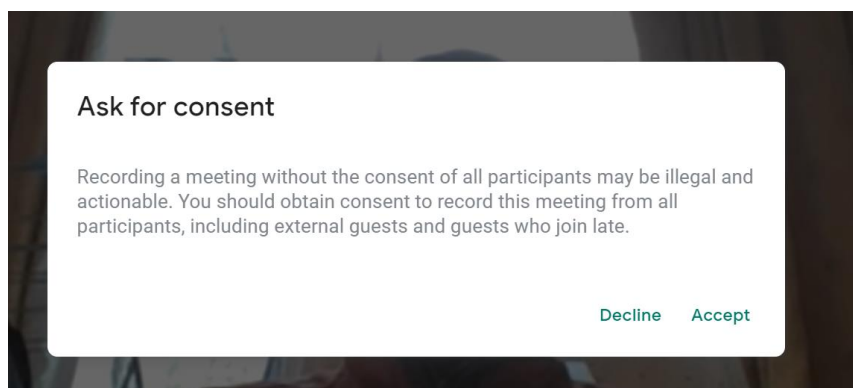 Ask for consent
Recording a meeting without the consent of all participants may be illegal and
actionable. You should obtain consent to record this meeting from all
participants, including external guests and guests who join late.
Decline Accept